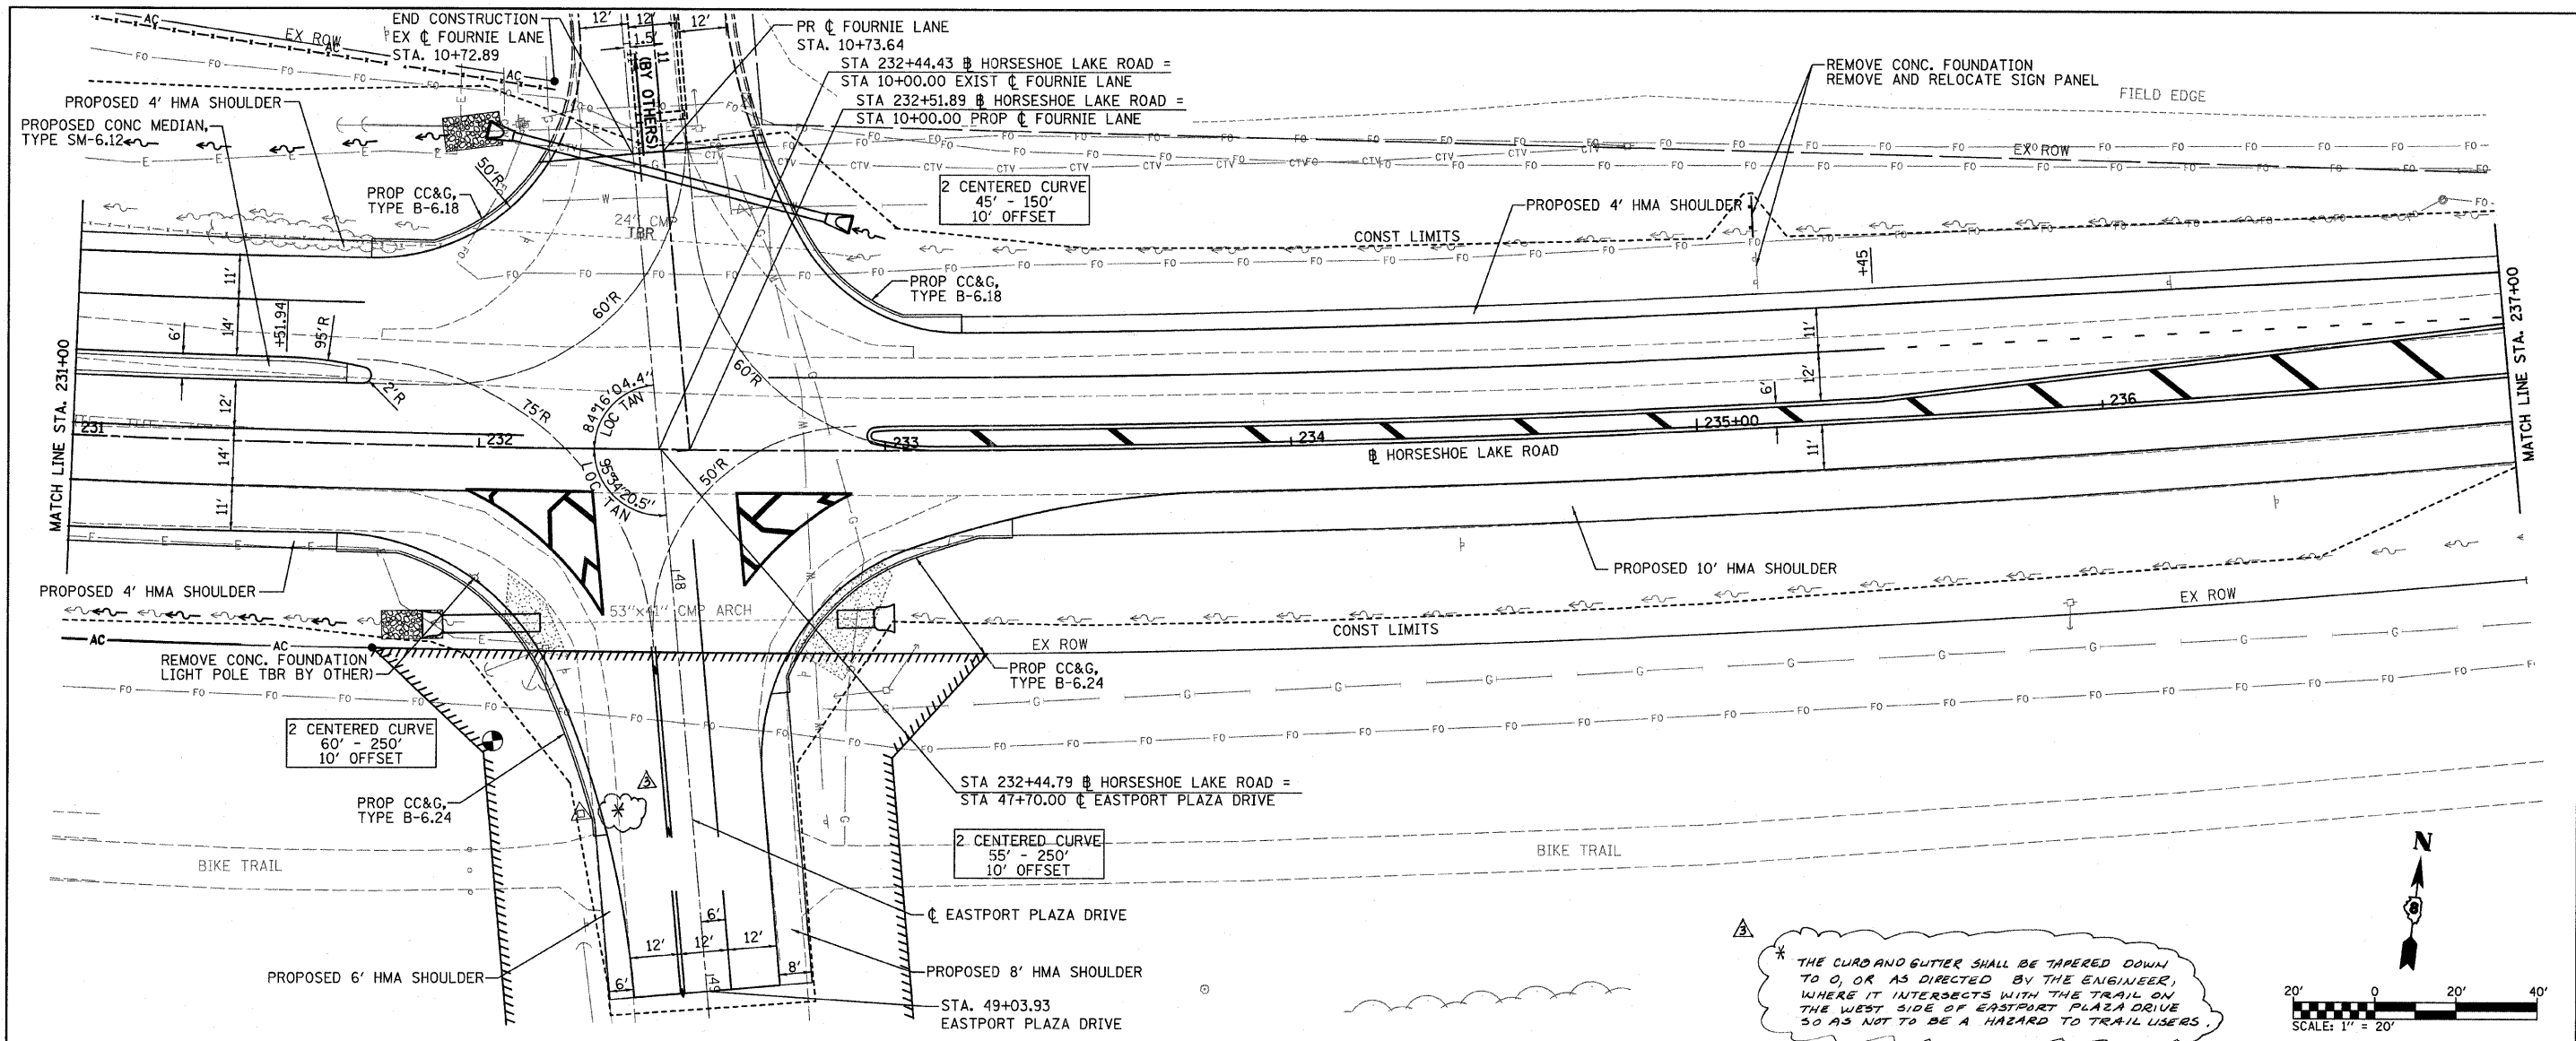 END CONSTRUCTION
EX ℄ FOURNIE LANE
STA. 10+72.89
12' 12' 12'
1.5'
11
(BY OTHERS)
PR ℄ FOURNIE LANE
STA. 10+73.64
STA 232+44.43 ⅊ HORSESHOE LAKE ROAD =
STA 10+00.00 EXIST ℄ FOURNIE LANE
STA 232+51.89 ⅊ HORSESHOE LAKE ROAD =
STA 10+00.00 PROP ℄ FOURNIE LANE
REMOVE CONC. FOUNDATION
REMOVE AND RELOCATE SIGN PANEL
FIELD EDGE
AC
EX ROW
AC
AC
PROPOSED 4' HMA SHOULDER
PROPOSED CONC MEDIAN,
TYPE SM-6.12
50'R
PROP CC&G,
TYPE B-6.18
24" CMP
TBR
2 CENTERED CURVE
45' - 150'
10' OFFSET
EX ROW
PROPOSED 4' HMA SHOULDER
CONST LIMITS
+45
PROP CC&G,
TYPE B-6.18
MATCH LINE STA. 231+00
MATCH LINE STA. 237+00
11'
14'
6'
+51.94
95'R
60'R
60'R
2'R
75'R
50'R
84°16'04.4"
LOC TAN
95°34'20.5"
LOC TAN
12'
14'
11'
231
232
233
234
235+00
236
11'
12'
6'
11'
⅊ HORSESHOE LAKE ROAD
PROPOSED 4' HMA SHOULDER
PROPOSED 10' HMA SHOULDER
53"x41" CMP ARCH
48
AC
AC
EX ROW
CONST LIMITS
EX ROW
REMOVE CONC. FOUNDATION
LIGHT POLE TBR BY OTHER)
PROP CC&G,
TYPE B-6.24
2 CENTERED CURVE
60' - 250'
10' OFFSET
3
STA 232+44.79 ⅊ HORSESHOE LAKE ROAD =
STA 47+70.00 ℄ EASTPORT PLAZA DRIVE
PROP CC&G,
TYPE B-6.24
2 CENTERED CURVE
55' - 250'
10' OFFSET
BIKE TRAIL
BIKE TRAIL
℄ EASTPORT PLAZA DRIVE
6'
12' 12' 12'
6'
8'
49
PROPOSED 6' HMA SHOULDER
PROPOSED 8' HMA SHOULDER
STA. 49+03.93
EASTPORT PLAZA DRIVE
3
* THE CURB AND GUTTER SHALL BE TAPERED DOWN
TO 0, OR AS DIRECTED BY THE ENGINEER,
WHERE IT INTERSECTS WITH THE TRAIL ON
THE WEST SIDE OF EASTPORT PLAZA DRIVE
SO AS NOT TO BE A HAZARD TO TRAIL USERS.
N
8
20' 0 20' 40'
SCALE: 1" = 20'